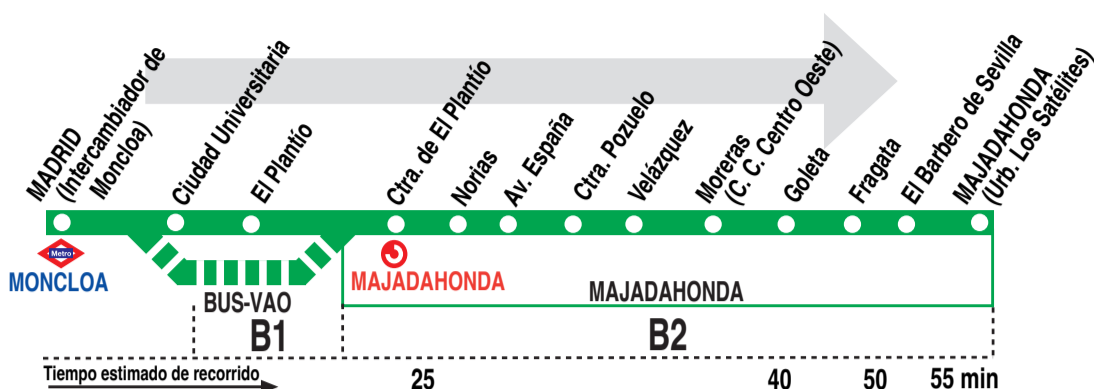 MADRID
(Intercambiador de
Moncloa)
Ciudad Universitaria
El Plantío
Ctra. de El Plantío
Norias
Av. España
Ctra. Pozuelo
Velázquez
Moreras
(C. C. Centro Oeste)
Goleta
Fragata
El Barbero de Sevilla
MAJADAHONDA
(Urb. Los Satélites)
Metro
MONCLOA
MAJADAHONDA
MAJADAHONDA
BUS-VAO
B1
B2
Tiempo estimado de recorrido
25
40
50
55 min